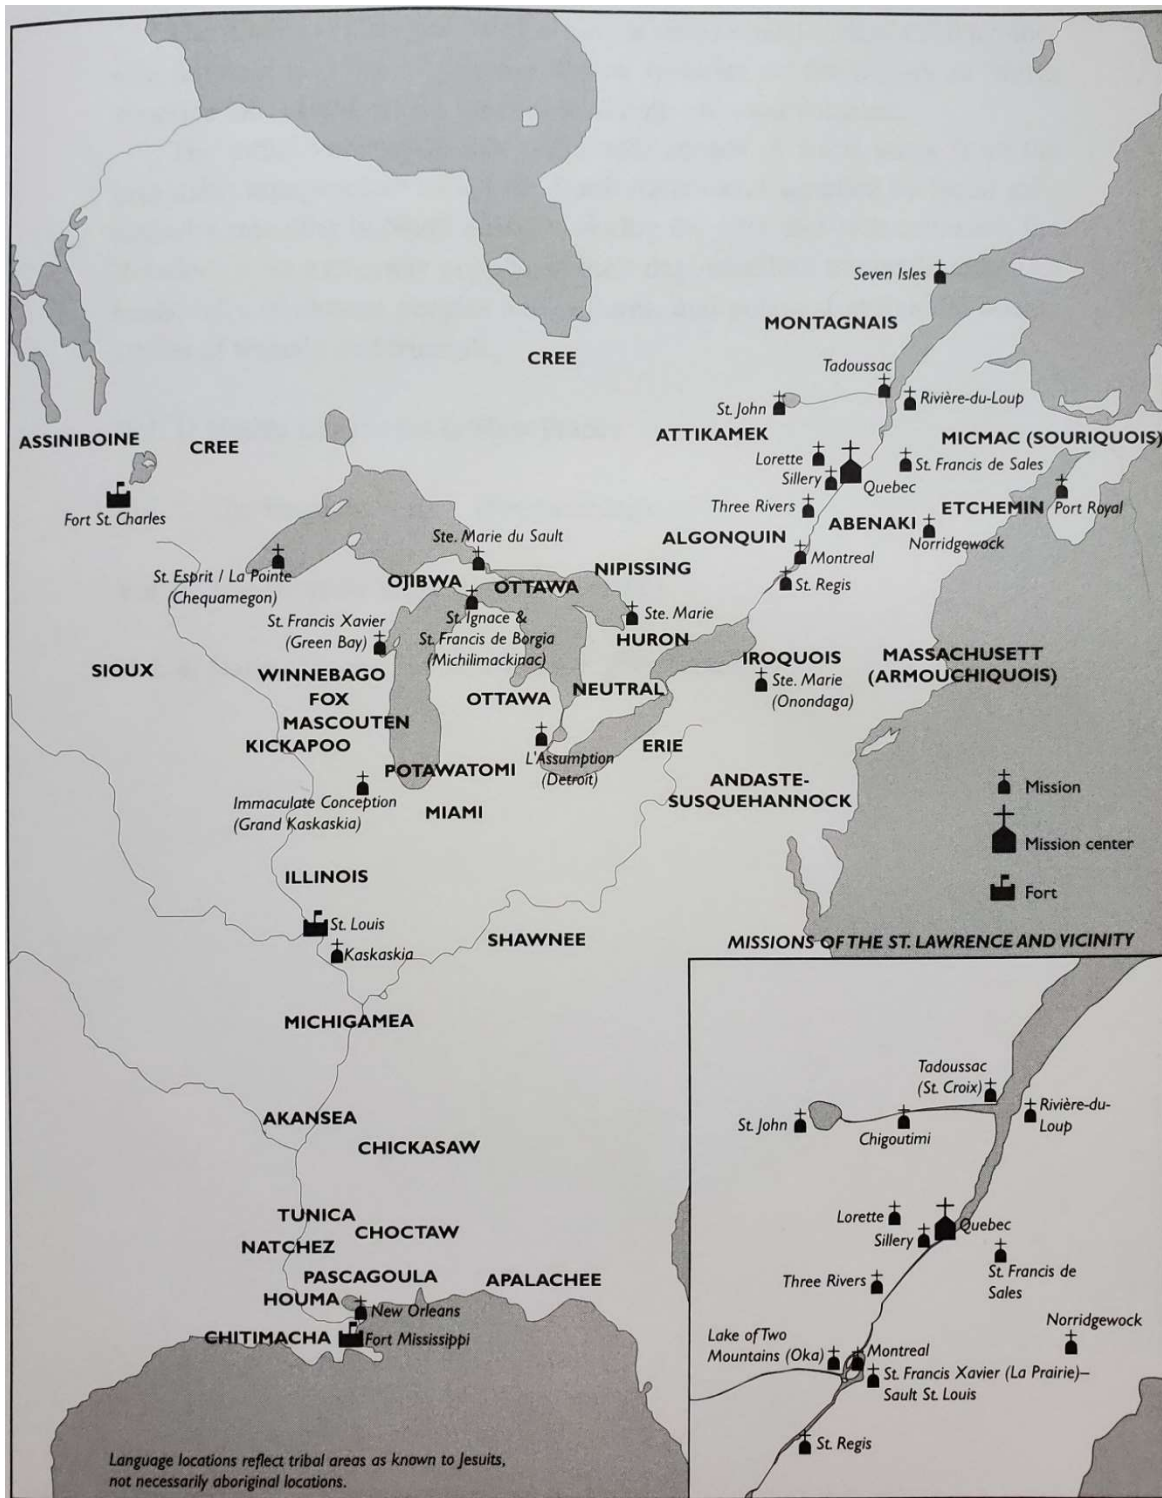 Seven Isles
MONTAGNAIS
CREE
Tadoussac
St. John
Rivière-du-Loup
ASSINIBOINE
CREE
ATTIKAMEK
MICMAC (SOURIQUOIS)
Lorette
St. Francis de Sales
Sillery
Quebec
Fort St. Charles
Three Rivers
ABENAKI
ETCHEMIN
Port Royal
Ste. Marie du Sault
ALGONQUIN
Norridgewock
Montreal
St. Esprit / La Pointe
(Chequamegon)
OJIBWA
OTTAWA
NIPISSING
St. Regis
St. Francis Xavier
(Green Bay)
St. Ignace &
St. Francis de Borgia
(Michilimackinac)
Ste. Marie
HURON
SIOUX
WINNEBAGO
IROQUOIS
MASSACHUSETT
(ARMOUCHIQUOIS)
Ste. Marie
(Onondaga)
FOX
OTTAWA
NEUTRAL
MASCOUTEN
KICKAPOO
ERIE
L'Assumption
(Detroit)
POTAWATOMI
ANDASTE-
SUSQUEHANNOCK
Immaculate Conception
(Grand Kaskaskia)
MIAMI
Mission
Mission center
Fort
ILLINOIS
St. Louis
Kaskaskia
SHAWNEE
MICHIGAMEA
AKANSEA
CHICKASAW
TUNICA
CHOCTAW
NATCHEZ
PASCAGOULA
APALACHEE
HOUMA
New Orleans
CHITIMACHA
Fort Mississippi
Language locations reflect tribal areas as known to Jesuits,
not necessarily aboriginal locations.
MISSIONS OF THE ST. LAWRENCE AND VICINITY
Tadoussac
(St. Croix)
St. John
Chigoutimi
Rivière-du-
Loup
Lorette
Sillery
Quebec
St. Francis de
Sales
Three Rivers
Norridgewock
Lake of Two
Mountains (Oka)
Montreal
St. Francis Xavier (La Prairie)–
Sault St. Louis
St. Regis